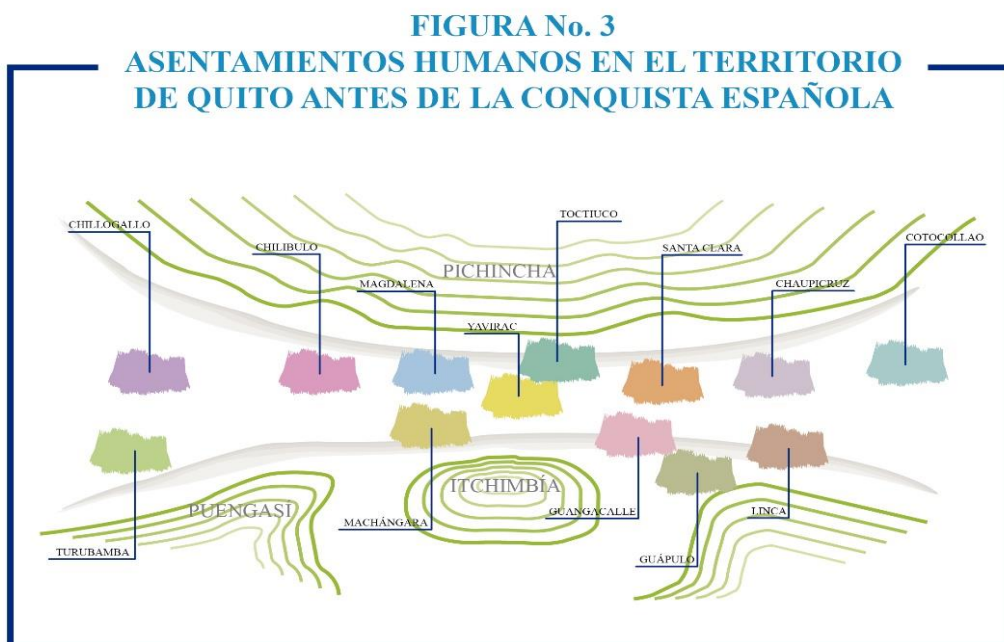 FIGURA No. 3
ASENTAMIENTOS HUMANOS EN EL TERRITORIO
DE QUITO ANTES DE LA CONQUISTA ESPAÑOLA
TOCTIUCO
CHILLOGALLO
COTOCOLLAO
CHILIBULO
SANTA CLARA
PICHINCHA
MAGDALENA
CHAUPICRUZ
YAVIRAC
ITCHIMBÍA
PUENGASÍ
GUANGACALLE
LINCA
MACHÁNGARA
TURUBAMBA
GUÁPULO